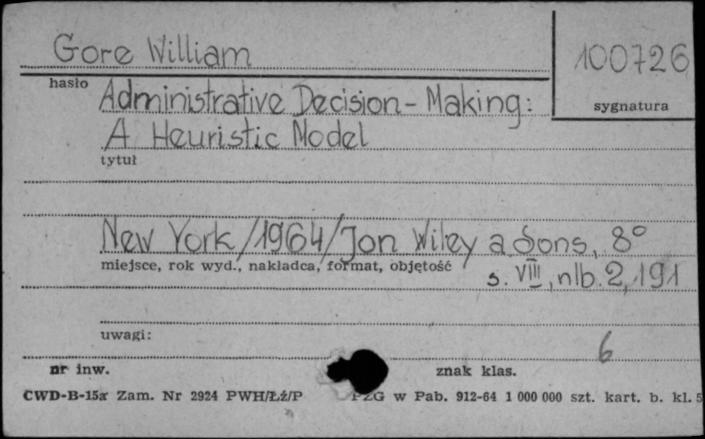 Gore William
100726
hasło
sygnatura
Administrative Decision-Making:
A Heuristic Model
tytuł
New York /1964/ Jon Wiley a. Sons, 8°
miejsce, rok wyd., nakładca, format, objętość
s. VIII, nlb. 2, 191
uwagi:
6
nr inw.
znak klas.
CWD-B-15a Zam. Nr 2924 PWH/Łź/P PZG w Pab. 912-64 1 000 000 szt. kart. b. kl. 5